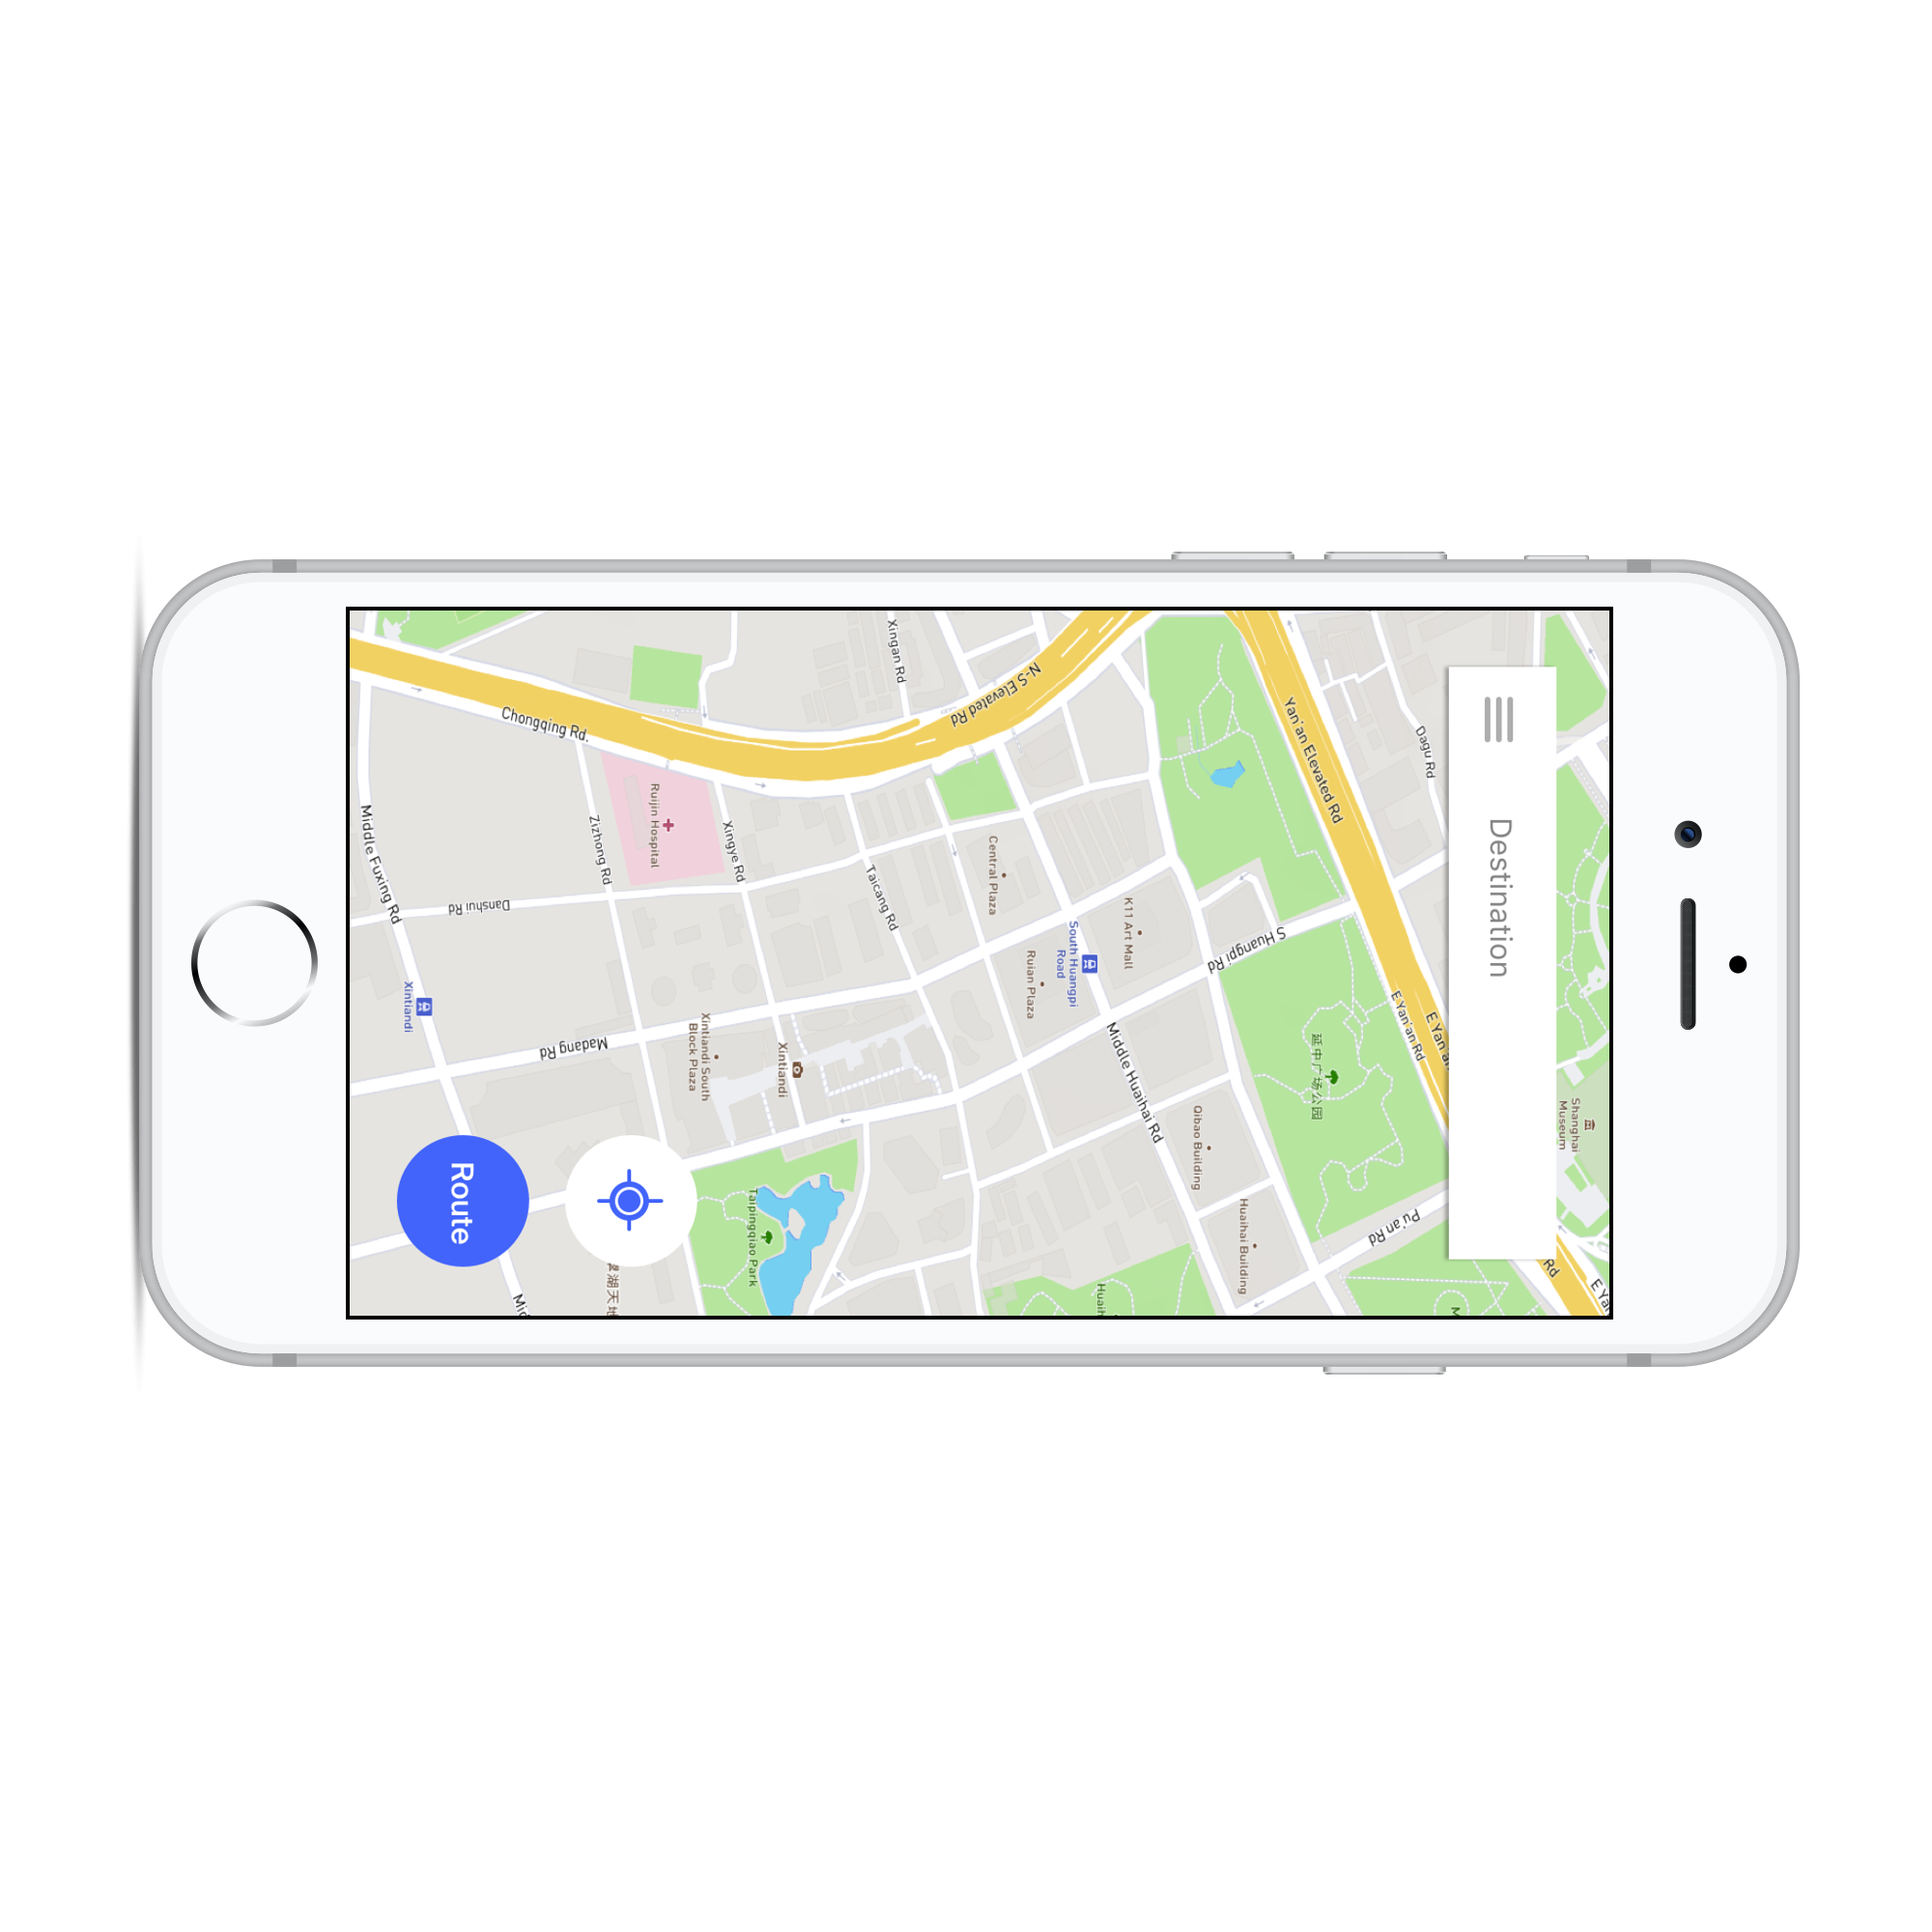 Shanghai
Museum
E Yan
Rd
Destination
Dagu Rd
E Yan'an
E Yan'an Rd
Pu'an Rd
Yan'an Elevated Rd
延中广场公园
S Huangpi Rd
Huaihai Building
Qibao Building
K11 Art Mall
Middle Huaihai Rd
South Huangpi
Road
Ruian Plaza
Central Plaza
N-S Elevated Rd
Huaih
Xingan Rd
Taicang Rd
Xintiandi
Taipingqiao Park
Xingye Rd
Xintiandi South
Block Plaza
Ruijin Hospital
Zizhong Rd
湖天地
Madang Rd
Chongqing Rd.
Danshui Rd
Route
Xintiandi
Middle Fuxing Rd
Mid